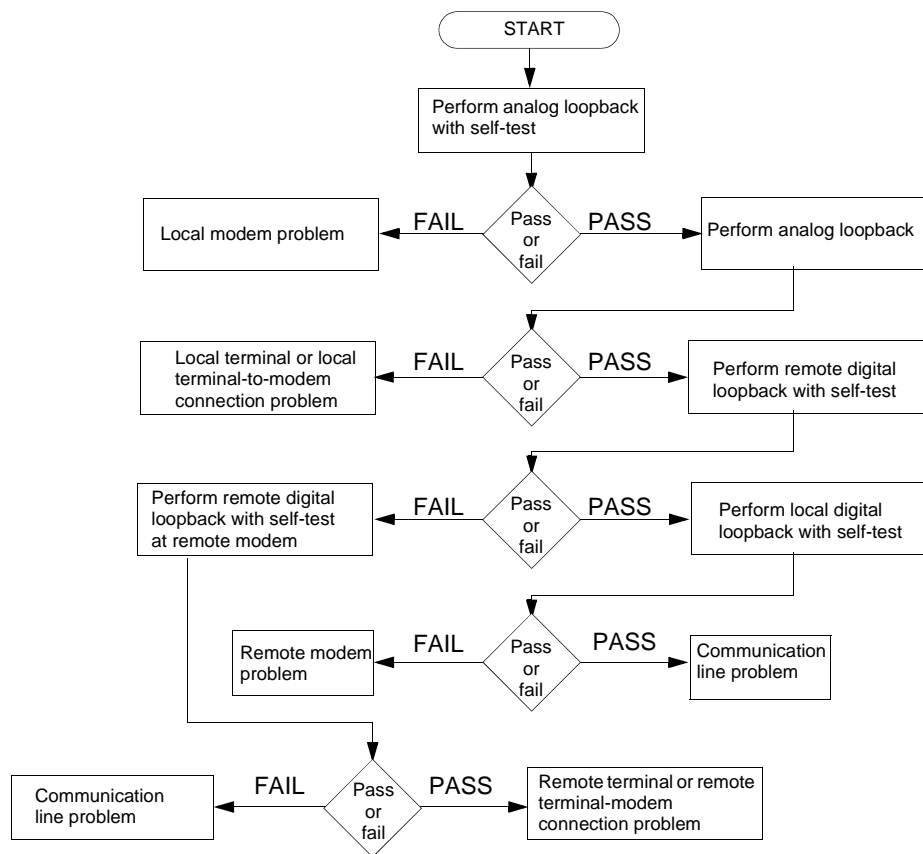 START
Perform analog loopback
with self-test
Local modem problem
FAIL
Pass
or
fail
PASS
Perform analog loopback
Local terminal or local
terminal-to-modem
connection problem
FAIL
Pass
or
fail
PASS
Perform remote digital
loopback with self-test
Perform remote digital
loopback with self-test
at remote modem
FAIL
Pass
or
fail
PASS
Perform local digital
loopback with self-test
Remote modem
problem
FAIL
Pass
or
fail
PASS
Communication
line problem
Communication
line problem
FAIL
Pass
or
fail
PASS
Remote terminal or remote
terminal-modem
connection problem